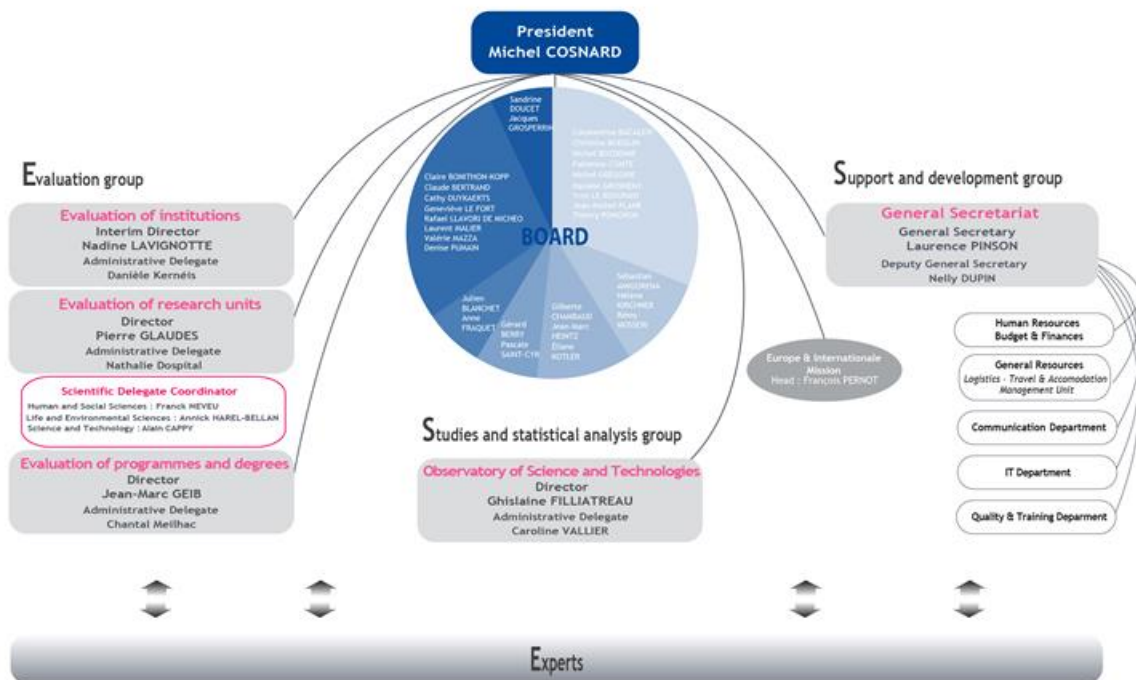 President
Michel COSNARD
Sandrine
DOUCET
Jacques
GROSPERRIN
Claire BONITHON-KOPP
Claude BERTRAND
Cathy DUYKAERTS
Geneviève LE FORT
Rafael SLLAVORI DE MICHEO
Laurent MALIER
Valérie MAZZA
Denise PUMAIN
BOARD
Julien
BLANCHET
Anne
FRAQUET
Gérard
BERRY
Pascale
SAINT-CYR
Gilberte
CHAMBAUD
Jean-Marc
HEINTZ
Éliane
KOTLER
Sébastien
Hélène
KIRCHNER
Rémy
MOSSERI
Evaluation group
Evaluation of institutions
Interim Director
Nadine LAVIGNOTTE
Administrative Delegate
Danièle Kernéis
Evaluation of research units
Director
Pierre GLAUDES
Administrative Delegate
Nathalie Dospital
Scientific Delegate Coordinator
Human and Social Sciences : Franck NEVEU
Life and Environmental Sciences : Annick HAREL-BELLAN
Science and Technology : Alain CAPPY
Evaluation of programmes and degrees
Director
Jean-Marc GEIB
Administrative Delegate
Chantal Meilhac
Studies and statistical analysis group
Observatory of Science and Technologies
Director
Ghislaine FILLIATREAU
Administrative Delegate
Caroline VALLIER
Europe & Internationale
Mission
Head : François PERNOT
Support and development group
General Secretariat
General Secretary
Laurence PINSON
Deputy General Secretary
Nelly DUPIN
Human Resources
Budget & Finances
General Resources
Logistics - Travel & Accomodation
Management Unit
Communication Department
IT Department
Quality & Training Deparment
Experts